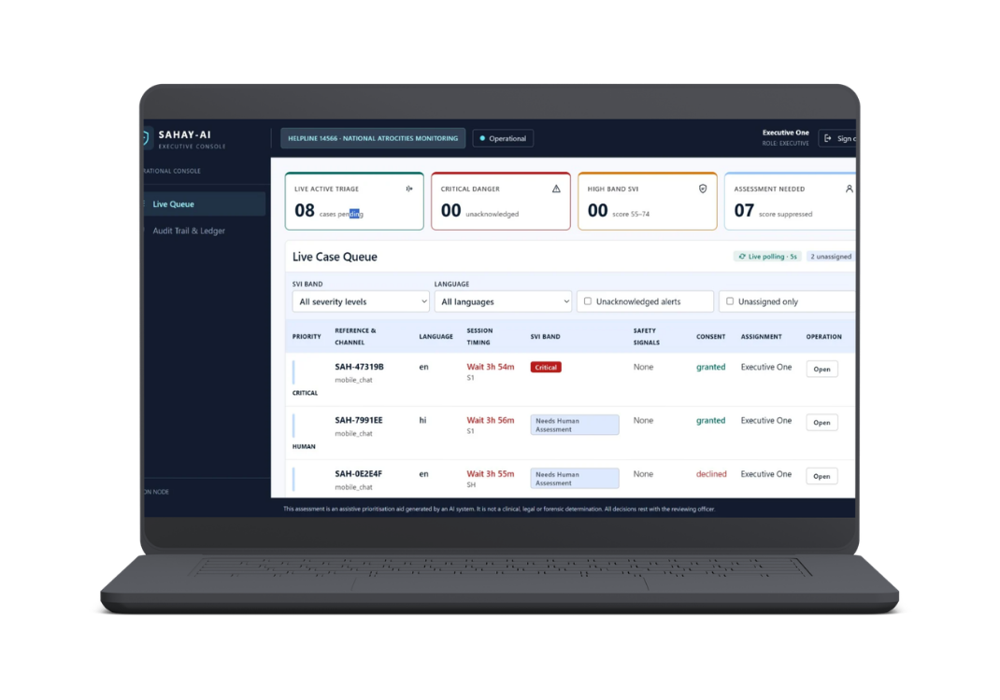 SAHAY-AI
EXECUTIVE CONSOLE
HELPLINE 14566 - NATIONAL ATROCITIES MONITORING
Operational
Executive One
ROLE: EXECUTIVE
Sign
RATIONAL CONSOLE
Live Queue
Audit Trail & Ledger
ON NODE
LIVE ACTIVE TRIAGE
08 cases pending
CRITICAL DANGER
00 unacknowledged
HIGH BAND SVI
00 score 55–74
ASSESSMENT NEEDED
07 score suppressed
Live Case Queue
Live polling · 5s
2 unassigned
SVI BAND
All severity levels
LANGUAGE
All languages
Unacknowledged alerts
Unassigned only
PRIORITY REFERENCE & CHANNEL LANGUAGE SESSION TIMING SVI BAND SAFETY SIGNALS CONSENT ASSIGNMENT OPERATION
SAH-47319B en Wait 3h 54m Critical None granted Executive One Open
mobile_chat S1
CRITICAL
SAH-7991EE hi Wait 3h 56m Needs Human Assessment None granted Executive One Open
mobile_chat S1
HUMAN
SAH-0E2E4F en Wait 3h 55m Needs Human Assessment None declined Executive One Open
mobile_chat SH
This assessment is an assistive prioritisation aid generated by an AI system. It is not a clinical, legal or forensic determination. All decisions rest with the reviewing officer.